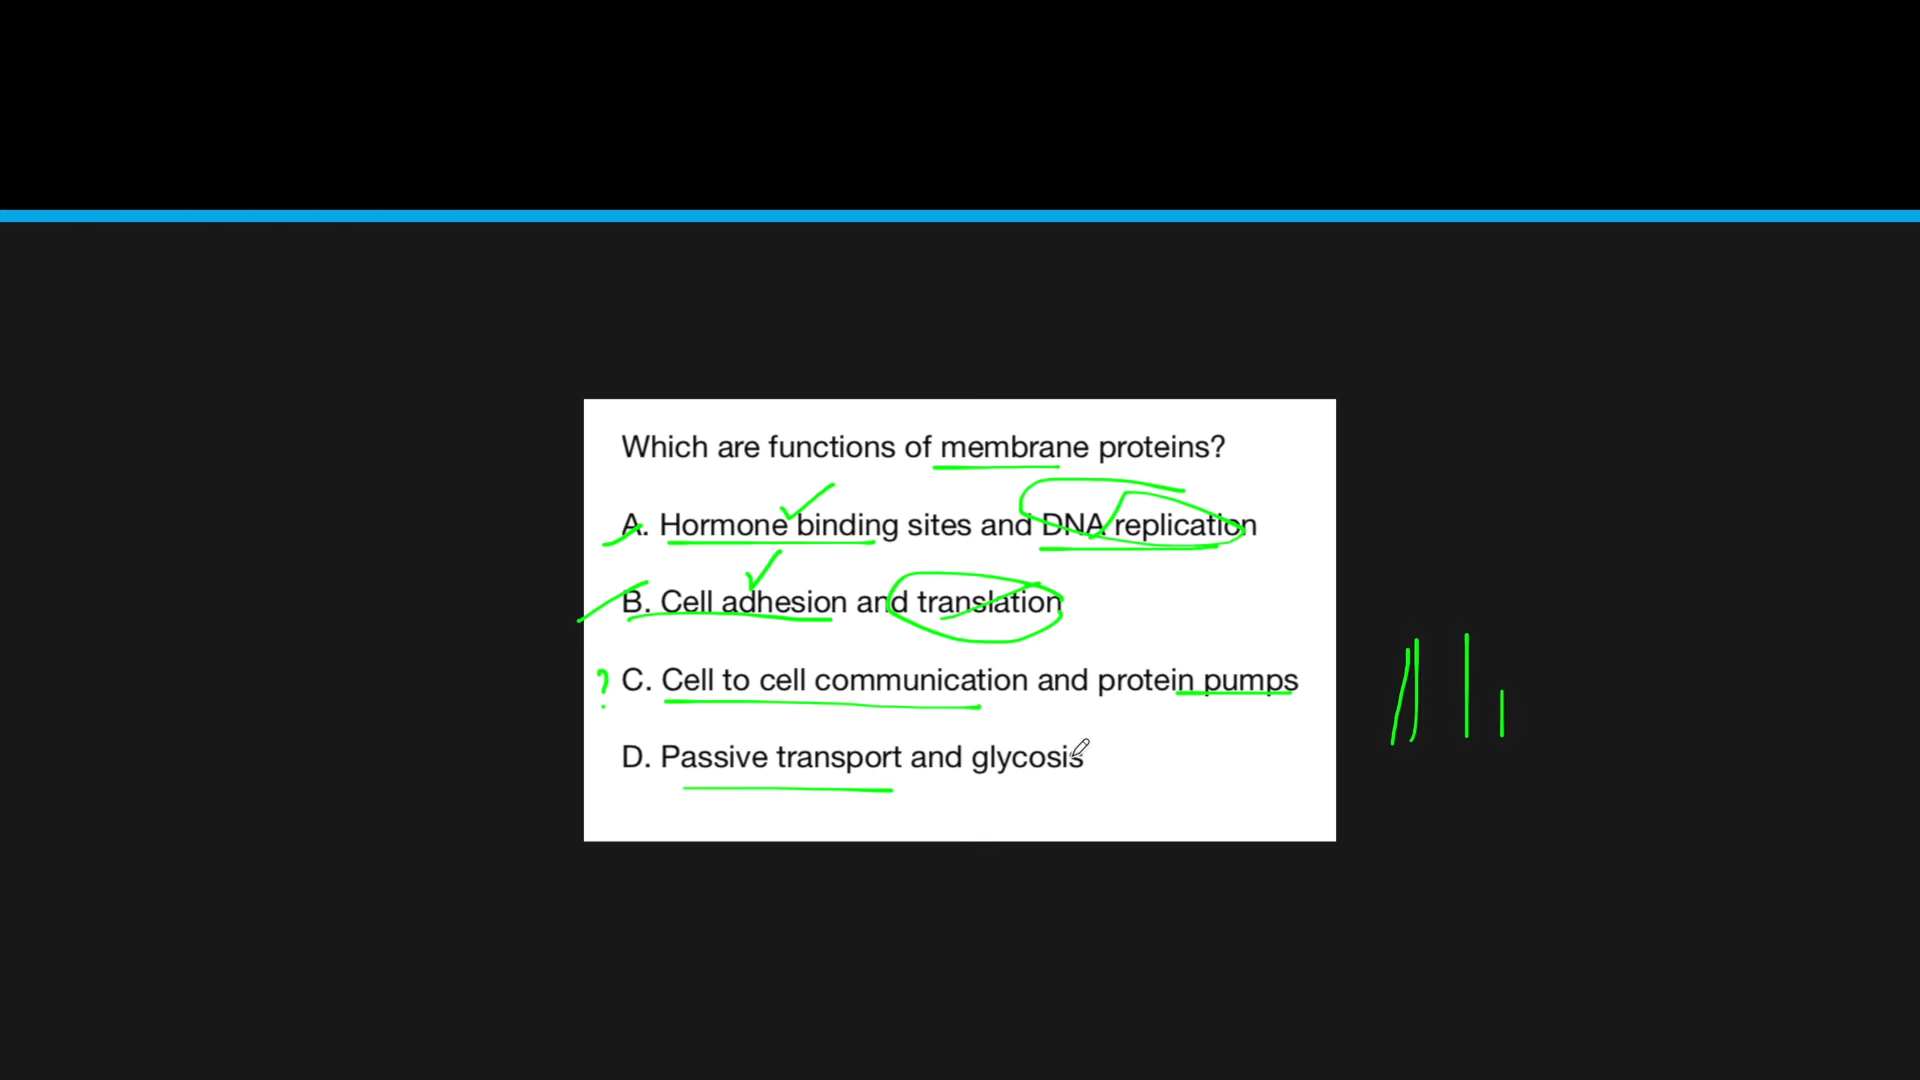 Which are functions of membrane proteins?
A. Hormone binding sites and DNA replication
B. Cell adhesion and translation
? C. Cell to cell communication and protein pumps
D. Passive transport and glycosis